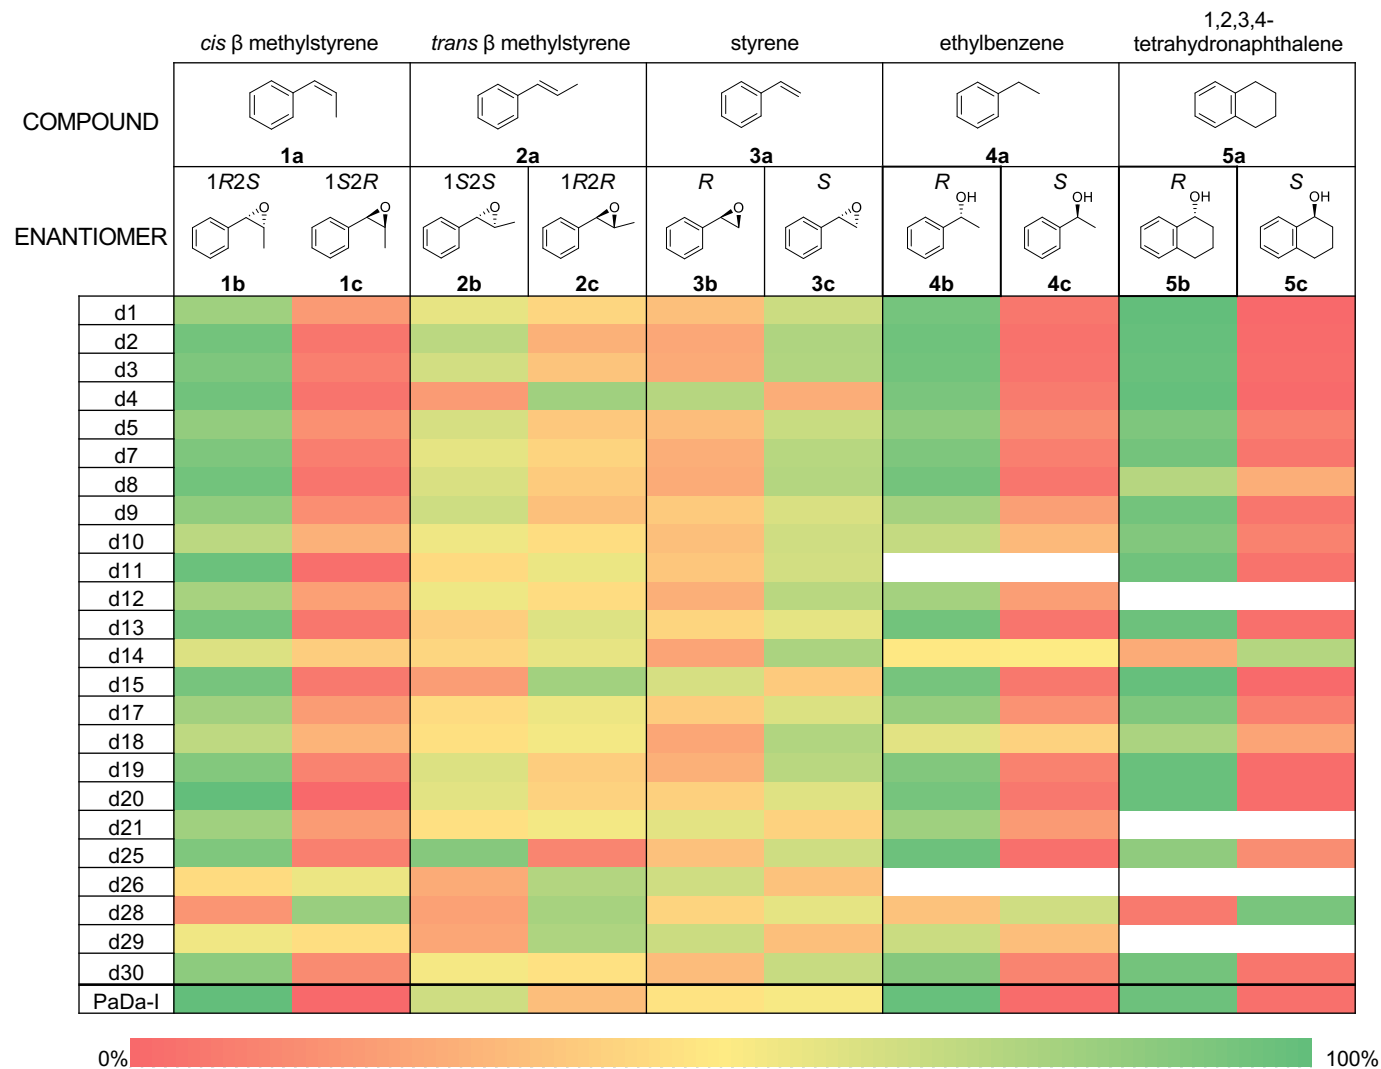 cis β methylstyrene trans β methylstyrene styrene ethylbenzene 1,2,3,4-
tetrahydronaphthalene
COMPOUND
1a 2a 3a 4a 5a
1R2S 1S2R 1S2S 1R2R R S R S R S
O O O O O O OH OH OH OH
ENANTIOMER
1b 1c 2b 2c 3b 3c 4b 4c 5b 5c
d1
d2
d3
d4
d5
d7
d8
d9
d10
d11
d12
d13
d14
d15
d17
d18
d19
d20
d21
d25
d26
d28
d29
d30
PaDa-I
0% 100%